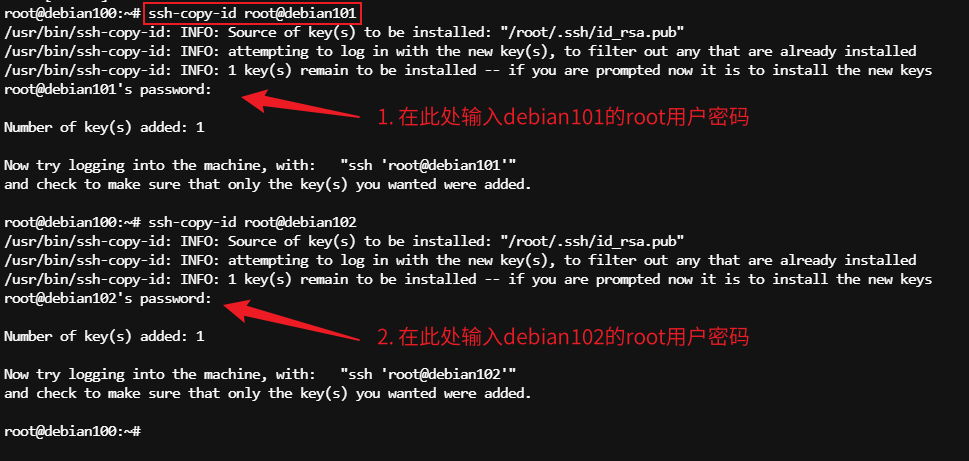 root@debian100:~# ssh-copy-id root@debian101
/usr/bin/ssh-copy-id: INFO: Source of key(s) to be installed: "/root/.ssh/id_rsa.pub"
/usr/bin/ssh-copy-id: INFO: attempting to log in with the new key(s), to filter out any that are already installed
/usr/bin/ssh-copy-id: INFO: 1 key(s) remain to be installed -- if you are prompted now it is to install the new keys
root@debian101's password:
1. 在此处输入debian101的root用户密码
Number of key(s) added: 1
Now try logging into the machine, with:   "ssh 'root@debian101'"
and check to make sure that only the key(s) you wanted were added.
root@debian100:~# ssh-copy-id root@debian102
/usr/bin/ssh-copy-id: INFO: Source of key(s) to be installed: "/root/.ssh/id_rsa.pub"
/usr/bin/ssh-copy-id: INFO: attempting to log in with the new key(s), to filter out any that are already installed
/usr/bin/ssh-copy-id: INFO: 1 key(s) remain to be installed -- if you are prompted now it is to install the new keys
root@debian102's password:
2. 在此处输入debian102的root用户密码
Number of key(s) added: 1
Now try logging into the machine, with:   "ssh 'root@debian102'"
and check to make sure that only the key(s) you wanted were added.
root@debian100:~#